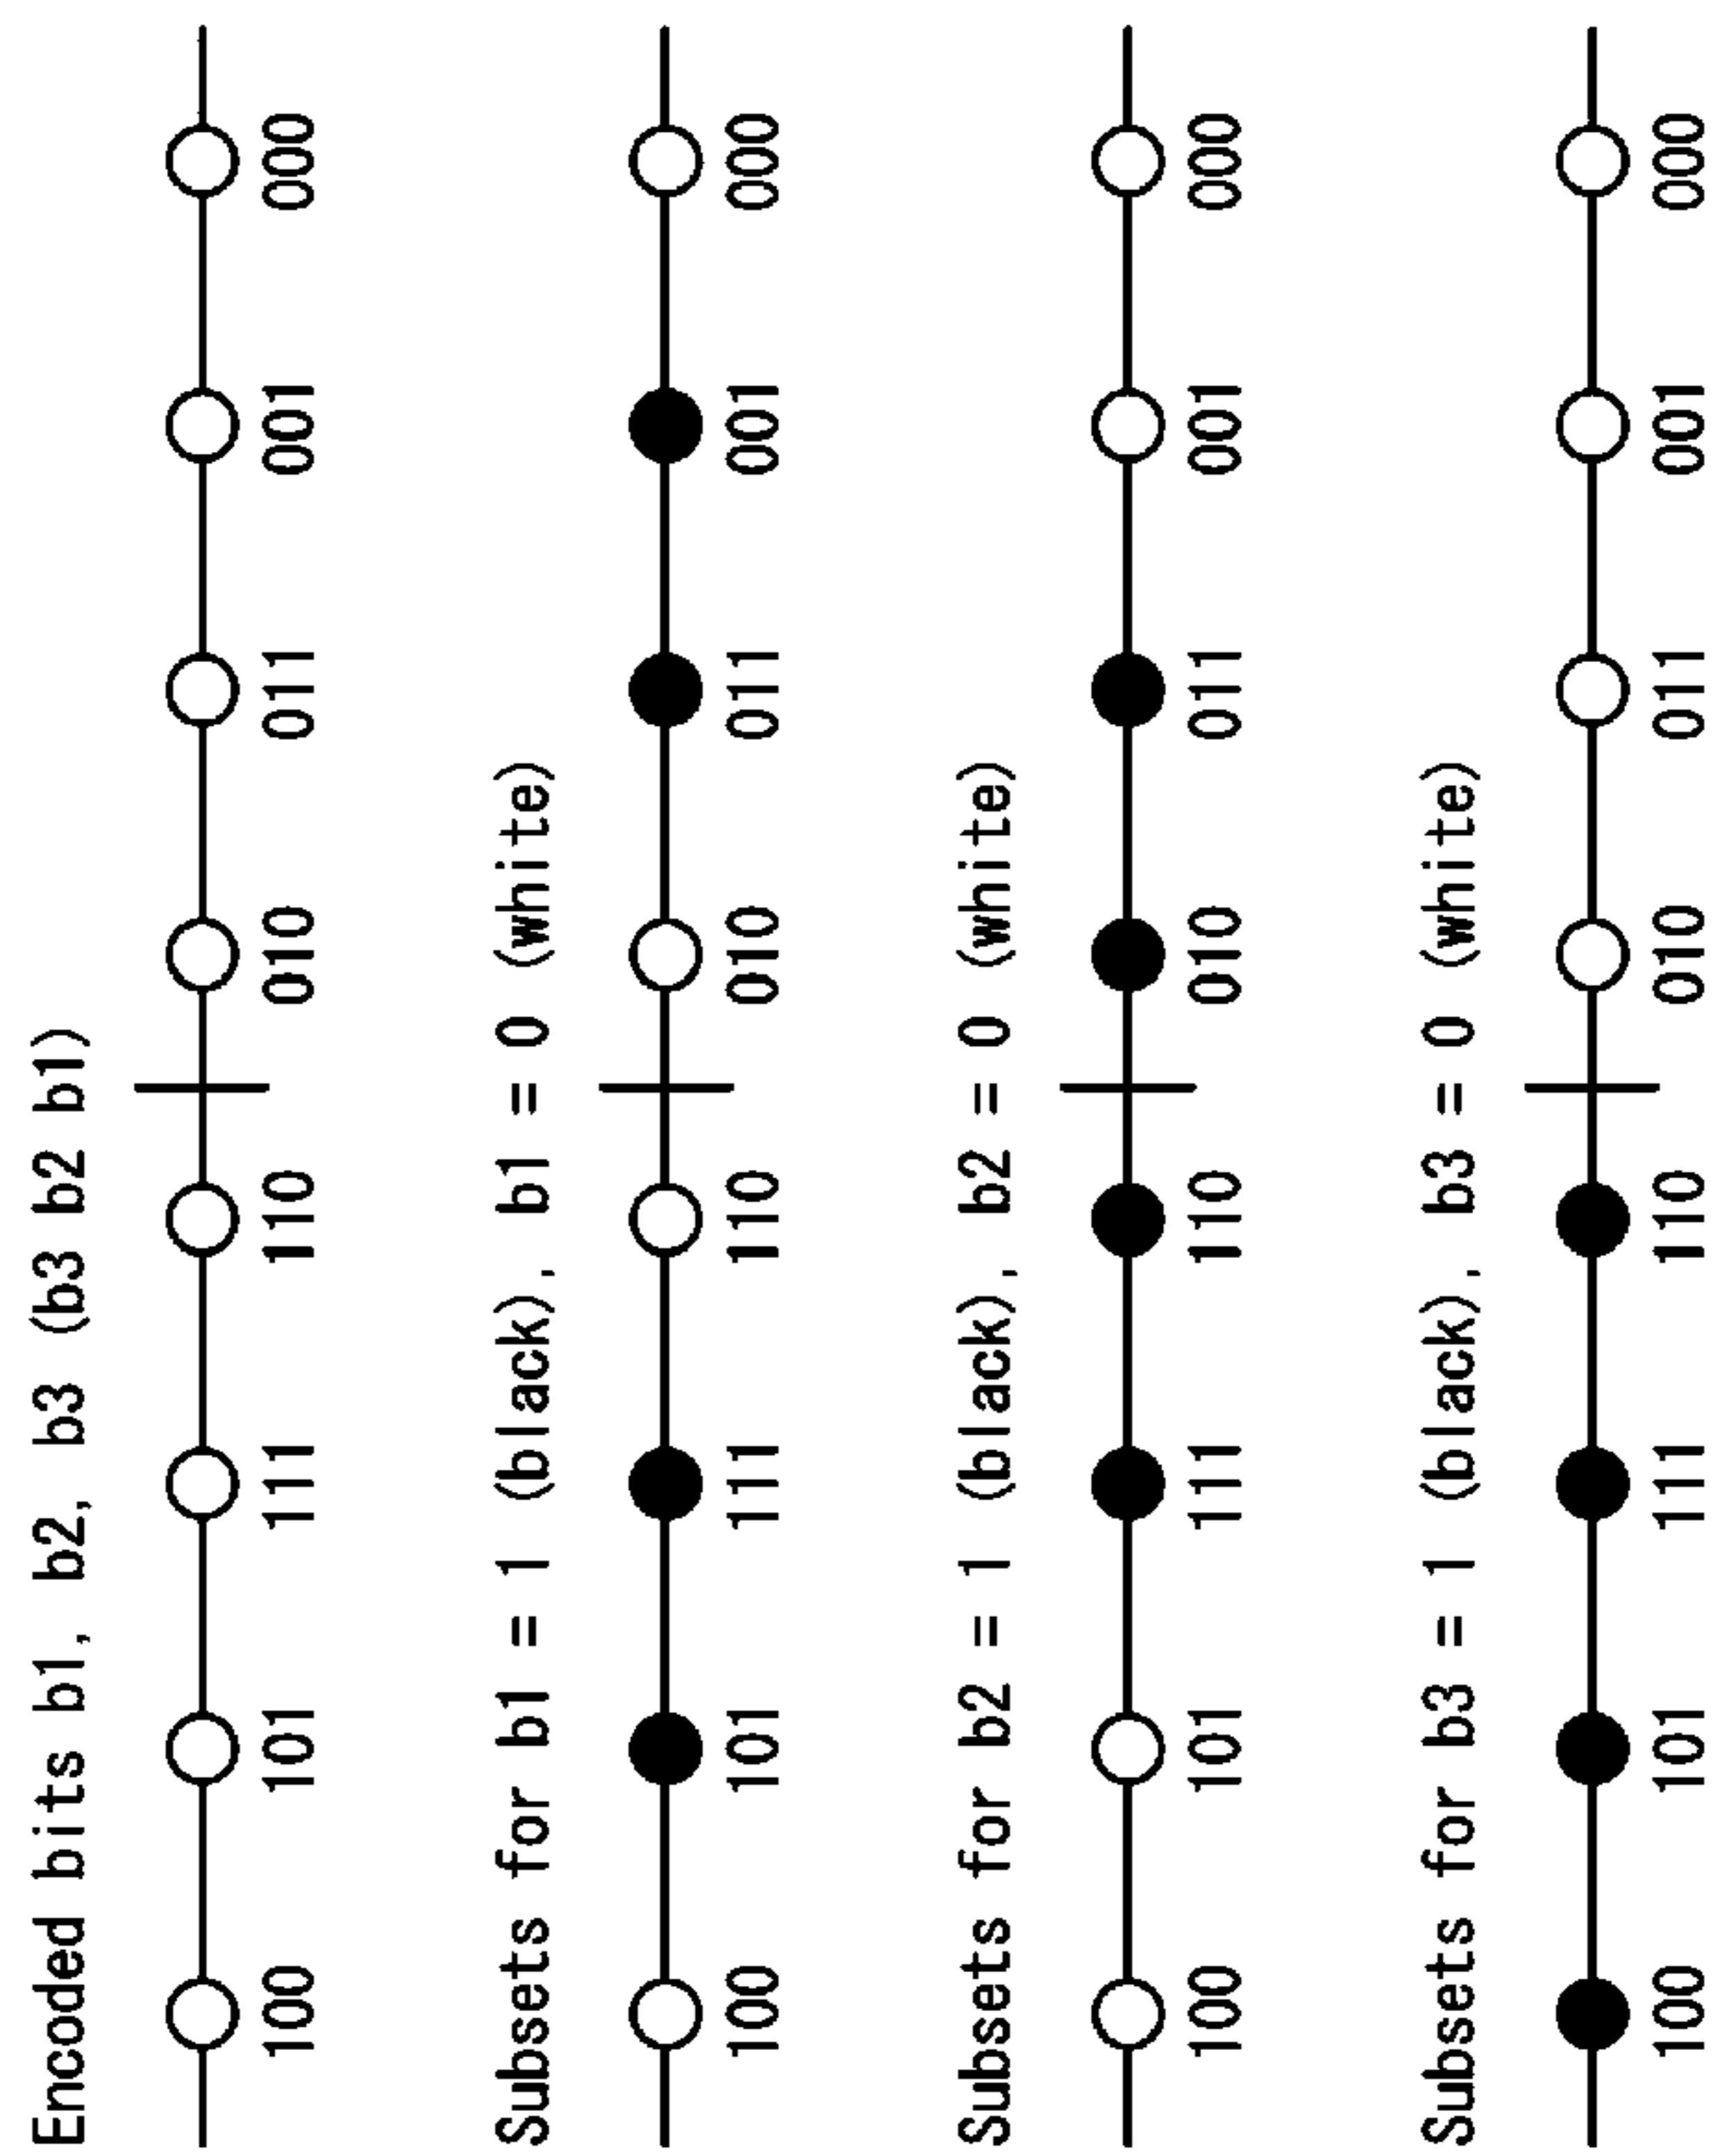 Encoded bits b1, b2, b3 (b3 b2 b1)
100 101 111 110 010 011 001 000
Subsets for b1 = 1 (black), b1 = 0 (white)
100 101 111 110 010 011 001 000
Subsets for b2 = 1 (black), b2 = 0 (white)
100 101 111 110 010 011 001 000
Subsets for b3 = 1 (black), b3 = 0 (white)
100 101 111 110 010 011 001 000